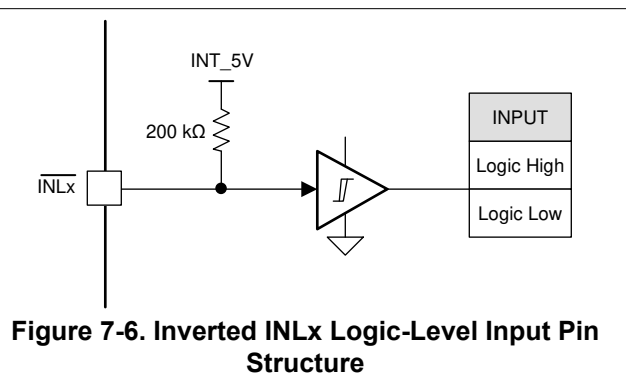 INT_5V
200 kΩ
INLx
INPUT
Logic High
Logic Low
Figure 7-6. Inverted INLx Logic-Level Input Pin
Structure